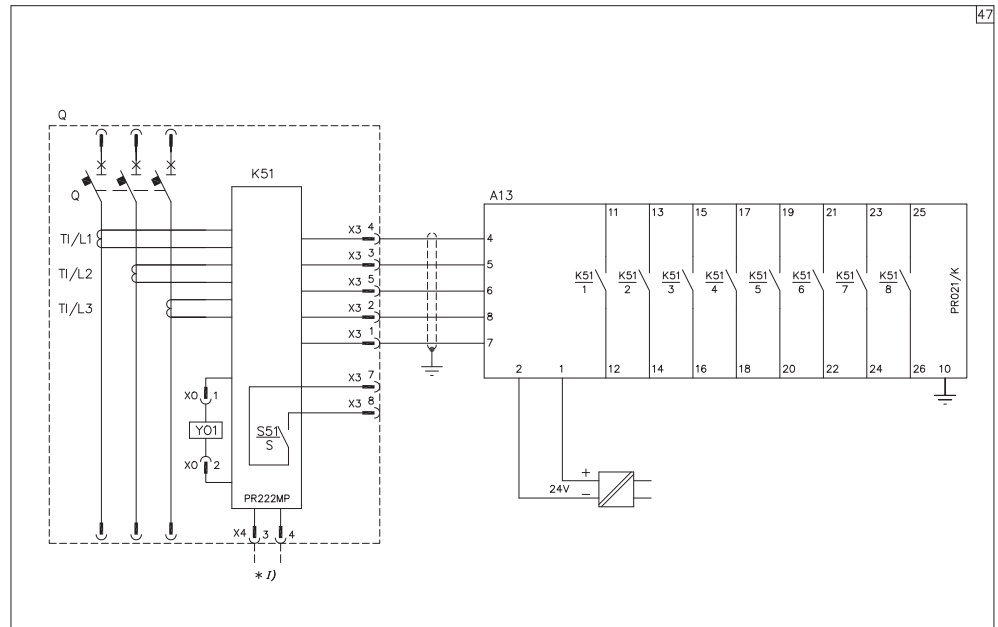 47
Q
K51
A13
Q
11 13 15 17 19 21 23 25
TI/L1
TI/L2
TI/L3
X3 4
X3 3
X3 5
X3 2
X3 1
X3 7
X3 8
4
5
6
8
7
K51 K51 K51 K51 K51 K51 K51 K51
1 2 3 4 5 6 7 8
PR021/K
2 1 12 14 16 18 20 22 24 26 10
X0 1
Y01
X0 2
S51
S
PR222MP
X4 3 4
* I)
+
24V
−